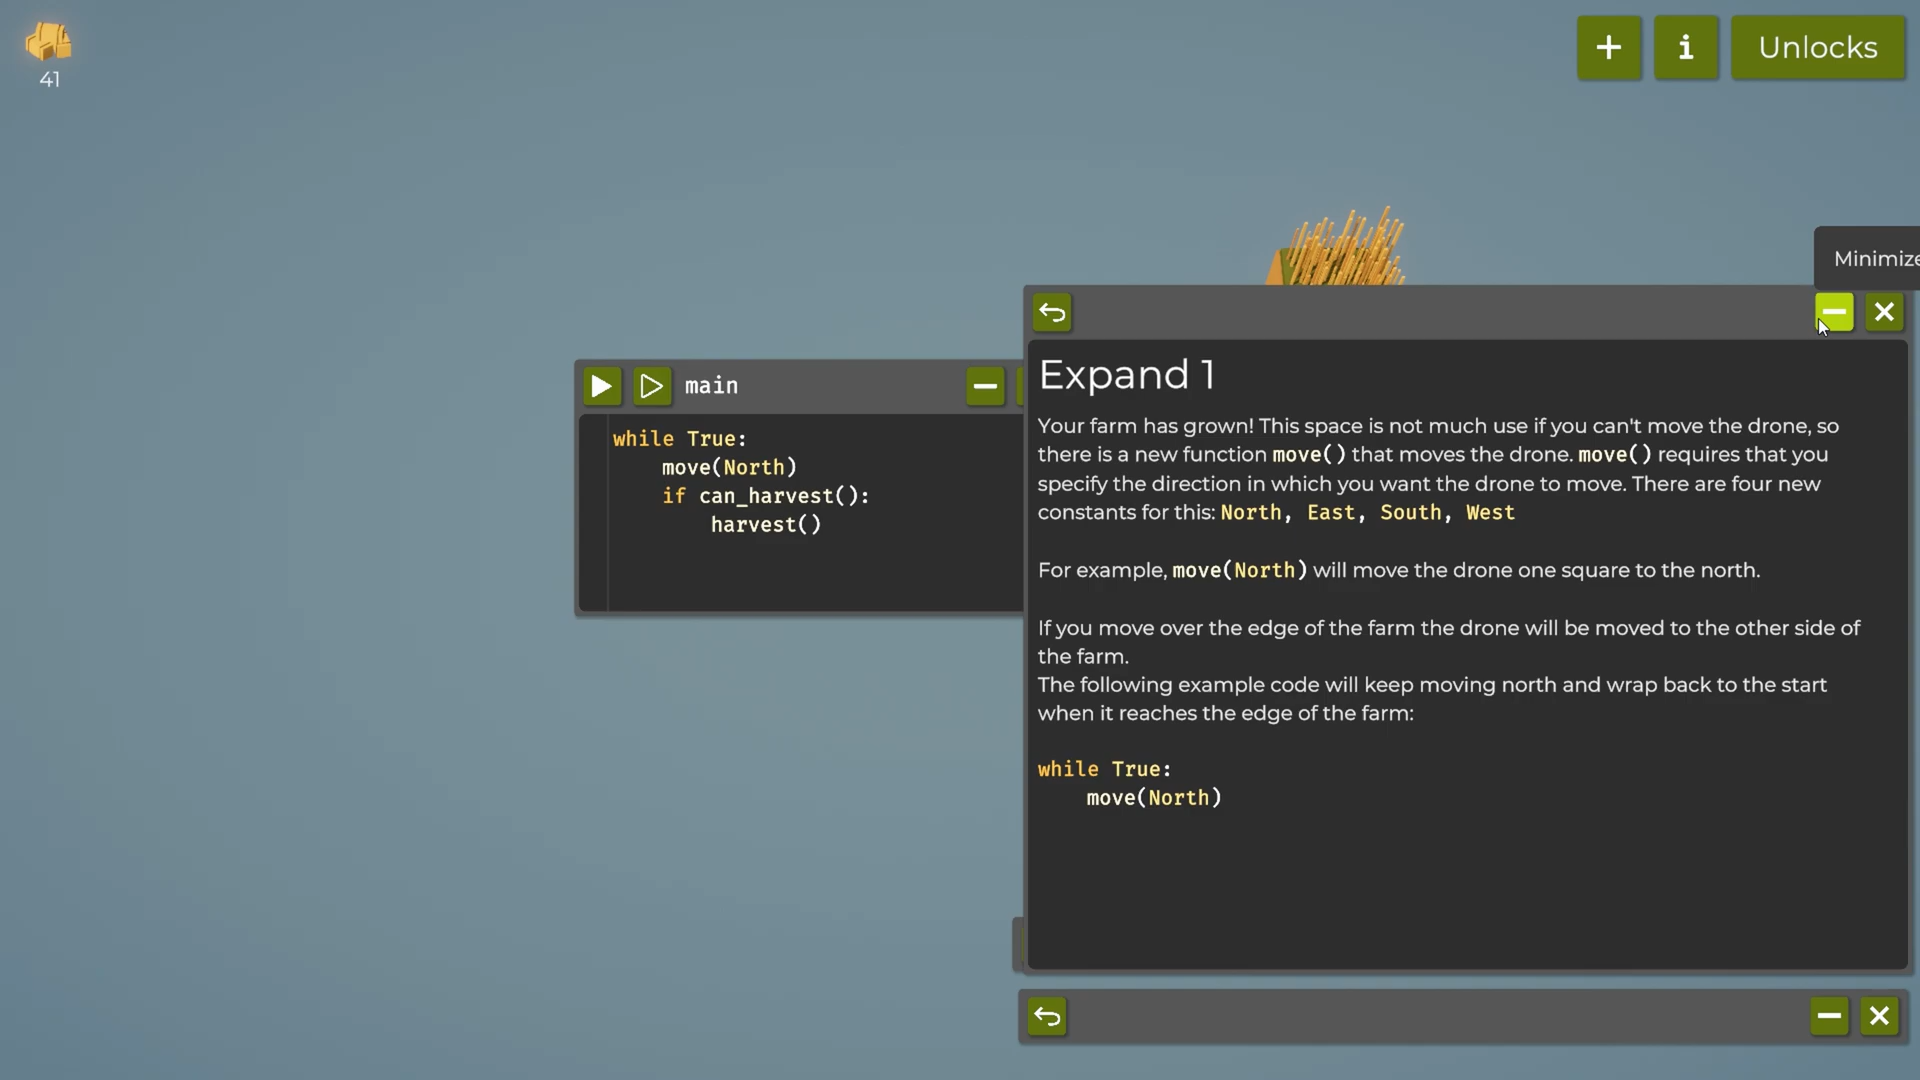 41
+
i
Unlocks
Minimize
main
while True:
    move(North)
    if can_harvest():
        harvest()
Expand 1
Your farm has grown! This space is not much use if you can't move the drone, so
there is a new function move() that moves the drone. move() requires that you
specify the direction in which you want the drone to move. There are four new
constants for this: North, East, South, West
For example, move(North) will move the drone one square to the north.
If you move over the edge of the farm the drone will be moved to the other side of
the farm.
The following example code will keep moving north and wrap back to the start
when it reaches the edge of the farm:
while True:
    move(North)